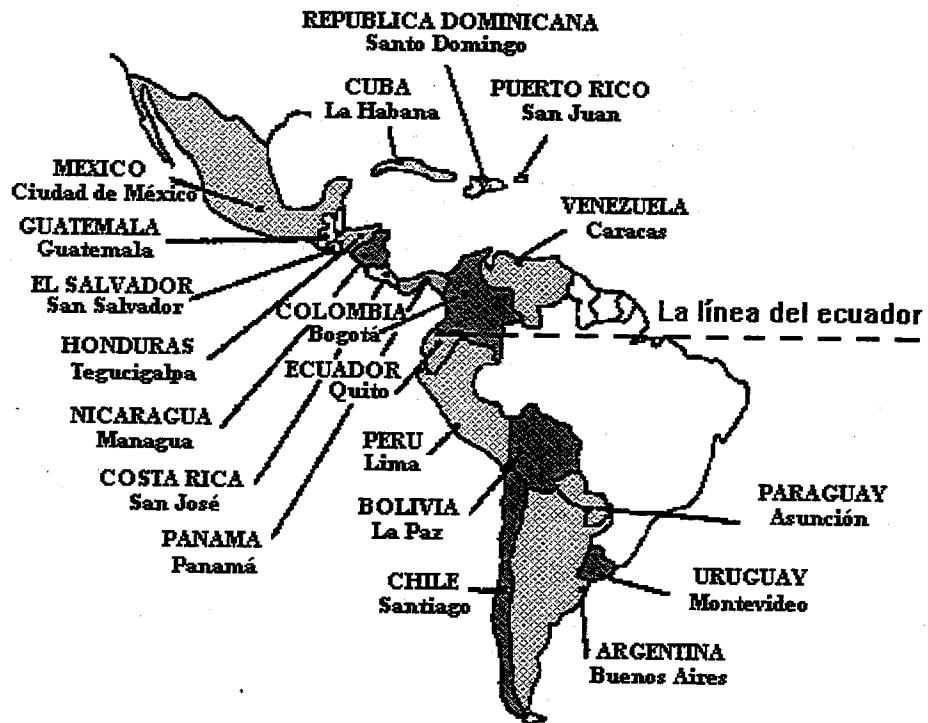 REPUBLICA DOMINICANA
Santo Domingo
CUBA
La Habana
PUERTO RICO
San Juan
MEXICO
Ciudad de México
GUATEMALA
Guatemala
VENEZUELA
Caracas
EL SALVADOR
San Salvador
COLOMBIA
Bogotá
La línea del ecuador
HONDURAS
Tegucigalpa
ECUADOR
Quito
NICARAGUA
Managua
PERU
Lima
COSTA RICA
San José
BOLIVIA
La Paz
PARAGUAY
Asunción
PANAMA
Panamá
CHILE
Santiago
URUGUAY
Montevideo
ARGENTINA
Buenos Aires